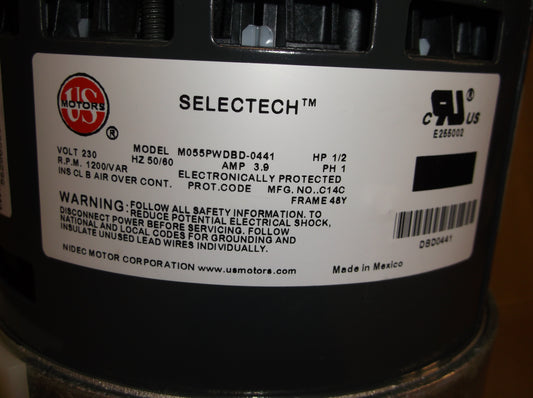 US
MOTORS
®
SELECTECH™
C RU US
®
E255002
MODEL M055PWDBD-0441 HP 1/2
VOLT 230 HZ 50/60 AMP 3.9 PH 1
R.P.M. 1200/VAR ELECTRONICALLY PROTECTED
INS CL B AIR OVER CONT. PROT.CODE MFG. NO..C14C
FRAME 48Y
WARNING: FOLLOW ALL SAFETY INFORMATION. TO
REDUCE POTENTIAL ELECTRICAL SHOCK,
DISCONNECT POWER BEFORE SERVICING. FOLLOW
NATIONAL AND LOCAL CODES FOR GROUNDING AND
INSULATE UNUSED LEAD WIRES INDIVIDUALLY.
NIDEC MOTOR CORPORATION www.usmotors.com
Made in Mexico
DBD0441